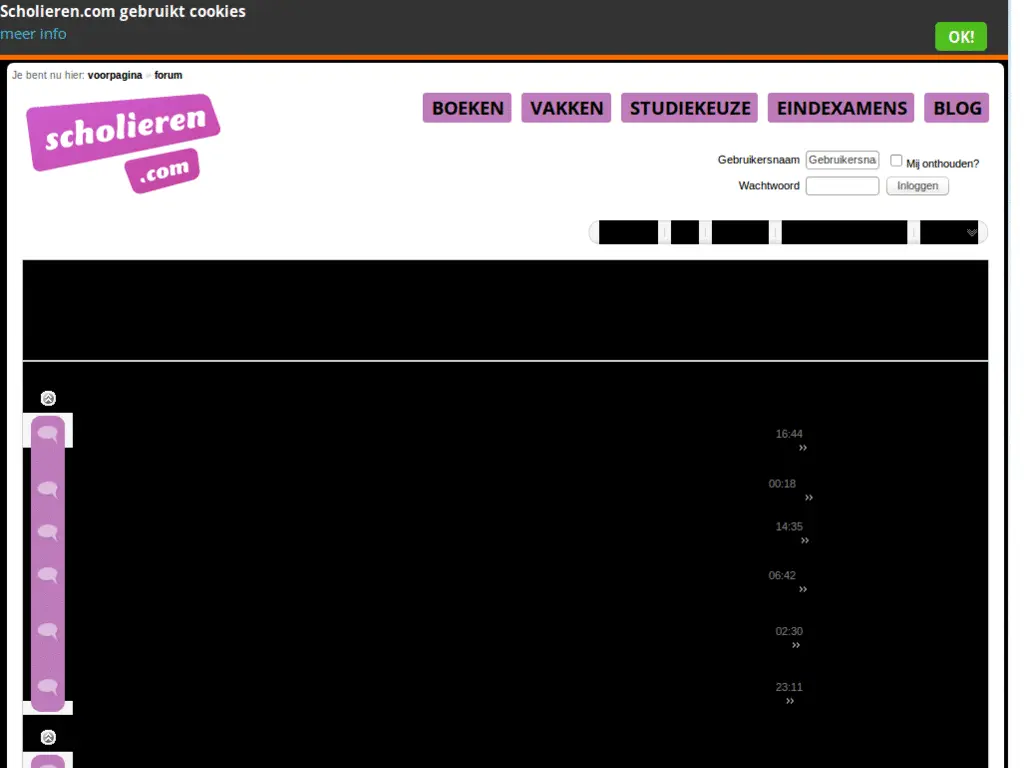 Scholieren.com gebruikt cookies
meer info
OK!
Je bent nu hier: voorpagina » forum
scholieren
.com
BOEKEN VAKKEN STUDIEKEUZE EINDEXAMENS BLOG
Gebruikersnaam Gebruikersna Mij onthouden?
Wachtwoord Inloggen
16:44
››
00:18
››
14:35
››
06:42
››
02:30
››
23:11
››